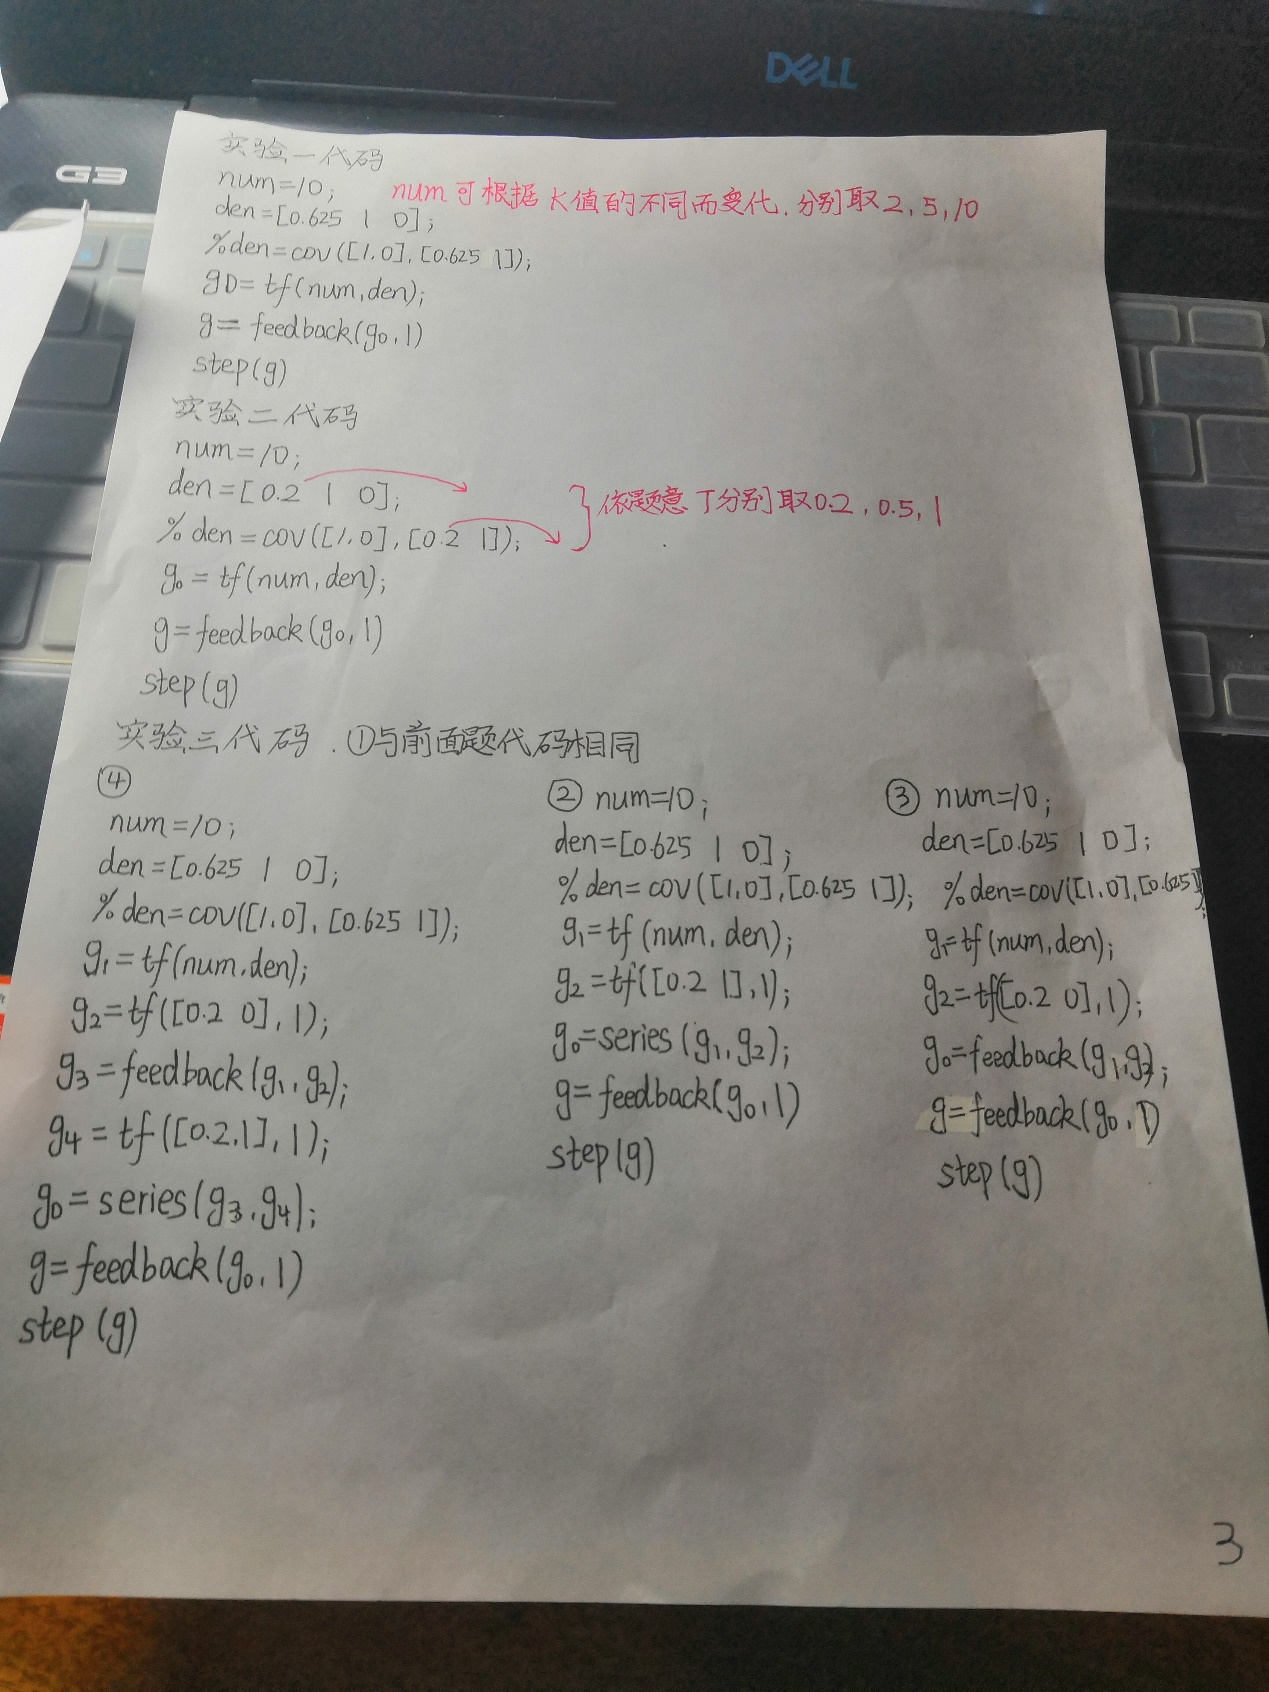 DELL
G3
实验一代码
num=10;
num可根据K值的不同而变化.分别取2,5,10
den=[0.625 1 0];
%den=cov([1,0],[0.625 1]);
g0=tf(num,den);
g=feedback(g0,1)
step(g)
实验二代码
num=10;
den=[0.2 1 0];
依题意T分别取0.2,0.5,1
%den=cov([1,0],[0.2 1]);
g0=tf(num,den);
g=feedback(g0,1)
step(g)
实验三代码.①与前面题代码相同
④
num=10;
den=[0.625 1 0];
%den=cov([1,0],[0.625 1]);
g1=tf(num,den);
g2=tf([0.2 0],1);
g3=feedback(g1,g2);
g4=tf([0.2,1],1);
g0=series(g3,g4);
g=feedback(g0,1)
step(g)
② num=10;
den=[0.625 1 0];
%den=cov([1,0],[0.625 1]);
g1=tf(num,den);
g2=tf([0.2 1],1);
g0=series(g1,g2);
g=feedback(g0,1)
step(g)
③ num=10;
den=[0.625 1 0];
%den=cov([1,0],[0.625 1]);
g1=tf(num,den);
g2=tf([0.2 0],1);
g0=feedback(g1,g2);
g=feedback(g0,1)
step(g)
3